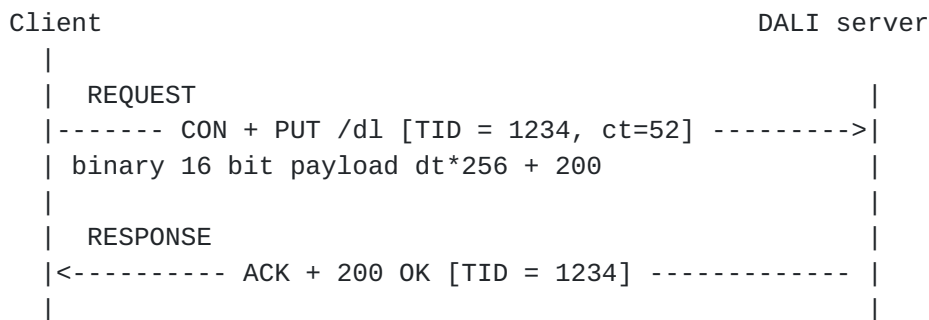 Client                                          DALI server
  |
  |  REQUEST                                           |
  |------- CON + PUT /dl [TID = 1234, ct=52] --------->|
  | binary 16 bit payload dt*256 + 200                 |
  |                                                    |
  |  RESPONSE                                          |
  |<---------- ACK + 200 OK [TID = 1234] ------------- |
  |                                                    |